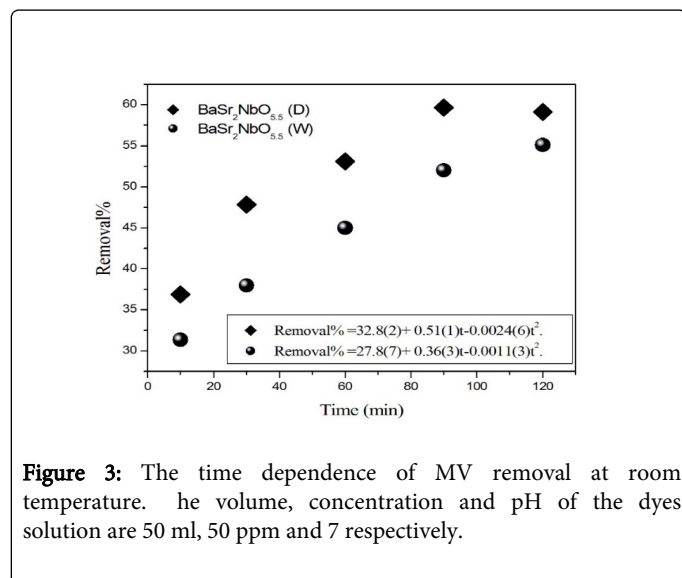 60
55
50
45
40
35
30
Removal%
BaSr₂NbO₅.₅ (D)
BaSr₂NbO₅.₅ (W)
Removal% =32.8(2)+ 0.51(1)t-0.0024(6)t².
Removal% =27.8(7)+ 0.36(3)t-0.0011(3)t².
0 20 40 60 80 100 120
Time (min)
Figure 3: The time dependence of MV removal at room
temperature. he volume, concentration and pH of the dyes
solution are 50 ml, 50 ppm and 7 respectively.